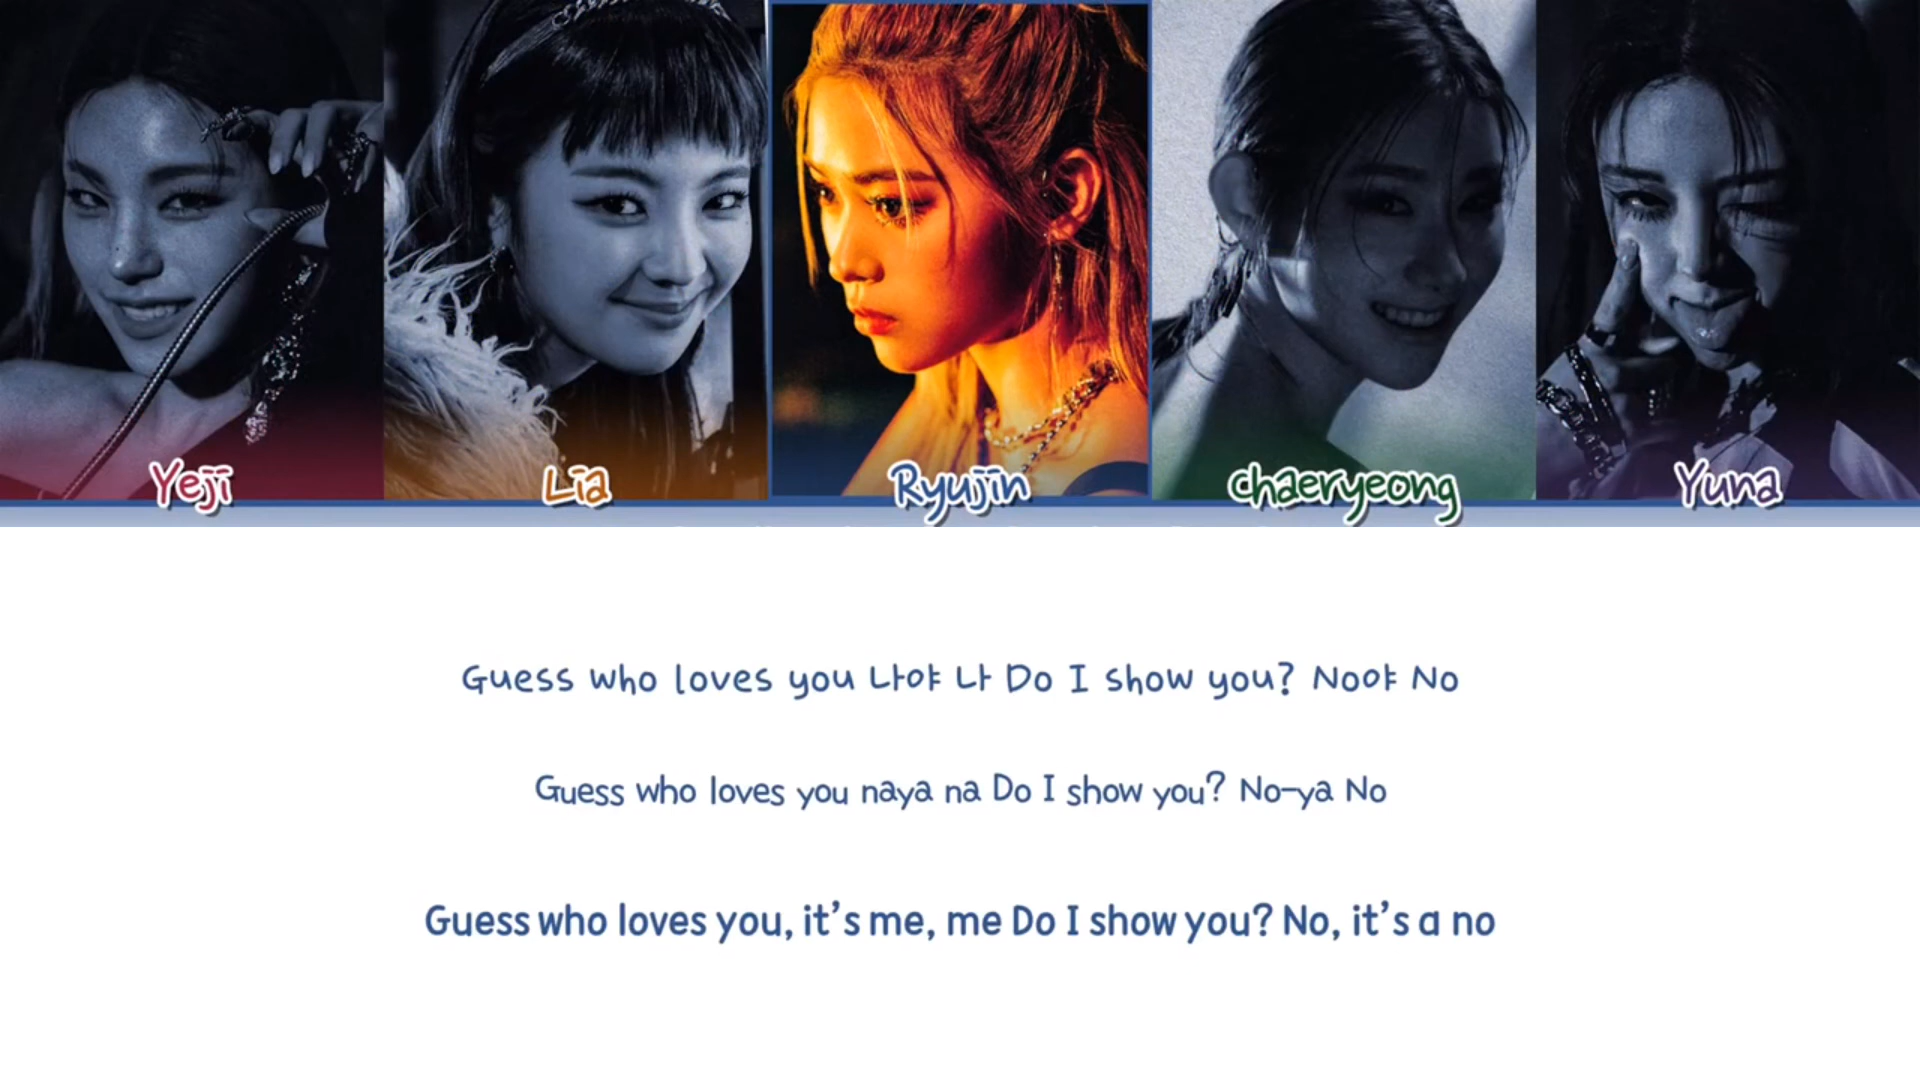 Yeji
Lia
Ryujin
chaeryeong
Yuna
Guess who loves you 나야 나 Do I show you? No야 No
Guess who loves you naya na Do I show you? No-ya No
Guess who loves you, it's me, me Do I show you? No, it's a no